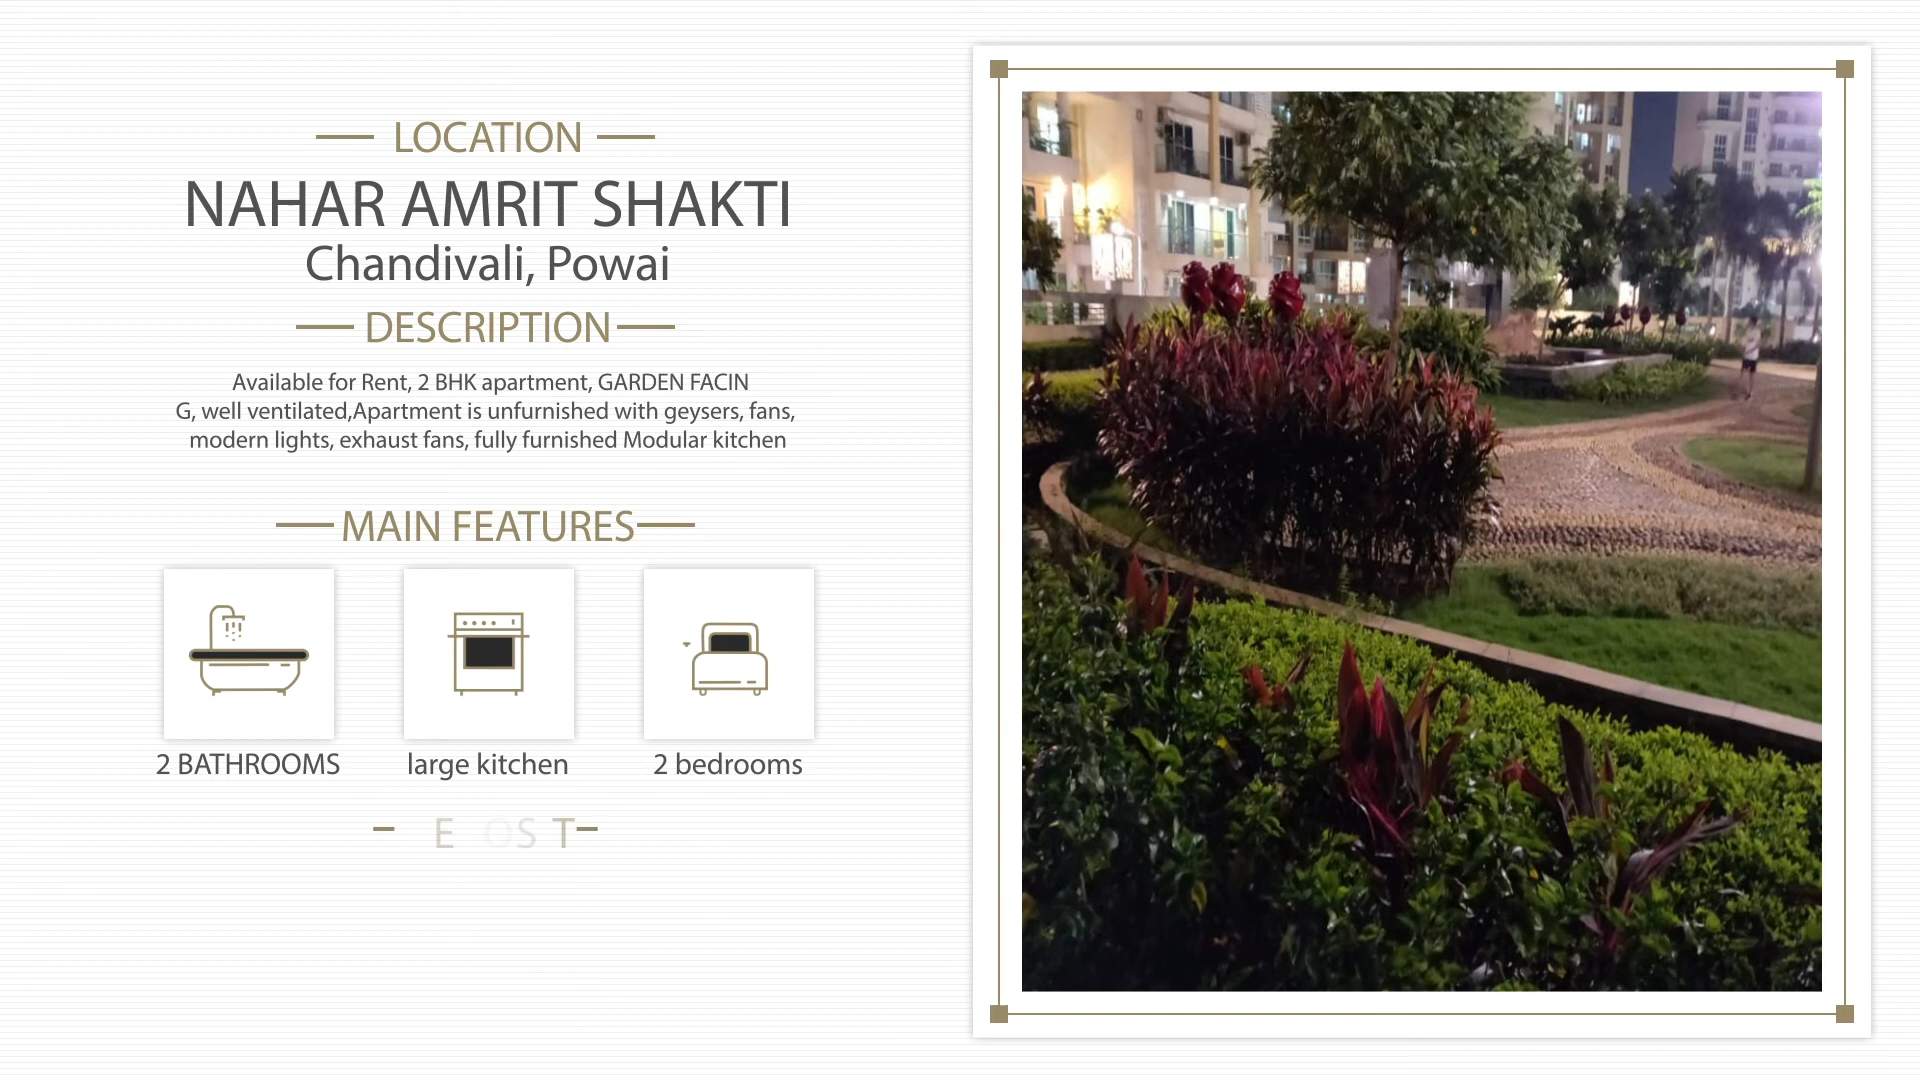 LOCATION
NAHAR AMRIT SHAKTI
Chandivali, Powai
DESCRIPTION
Available for Rent, 2 BHK apartment, GARDEN FACIN
G, well ventilated,Apartment is unfurnished with geysers, fans,
modern lights, exhaust fans, fully furnished Modular kitchen
MAIN FEATURES
2 BATHROOMS
large kitchen
2 bedrooms